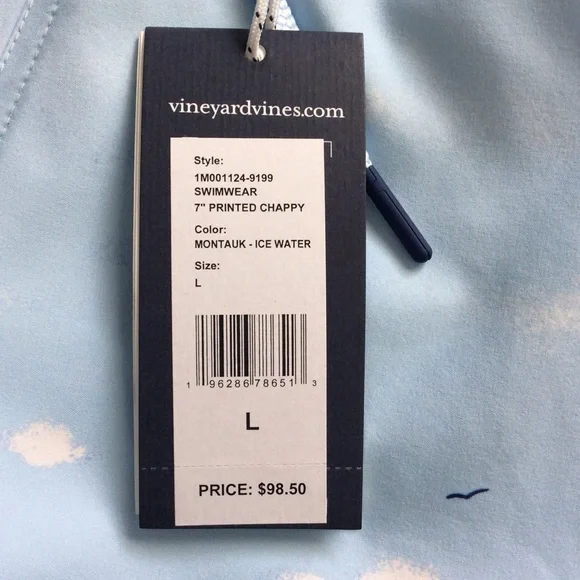 vineyardvines.com
Style:
1M001124-9199
SWIMWEAR
7" PRINTED CHAPPY
Color:
MONTAUK - ICE WATER
Size:
L
1 96286 78651 3
L
PRICE: $98.50